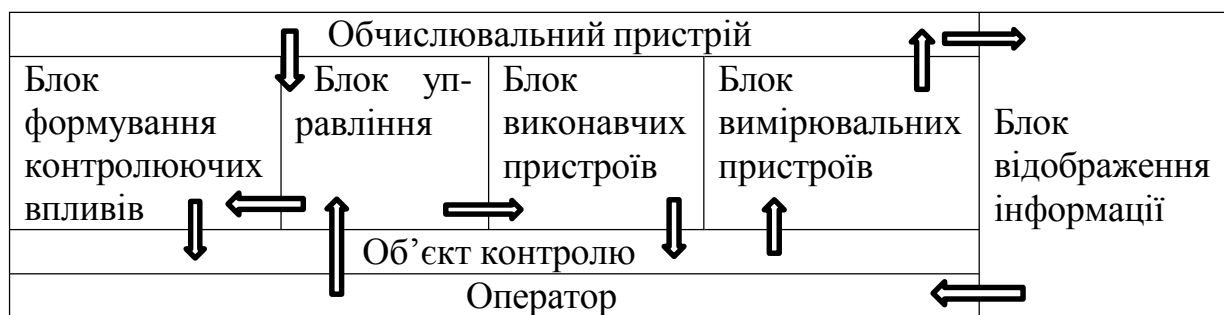 Обчислювальний пристрій
Блок
формування
контролюючих
впливів
Блок уп-
равління
Блок
виконавчих
пристроїв
Блок
вимірювальних
пристроїв
Блок
відображення
інформації
Об’єкт контролю
Оператор